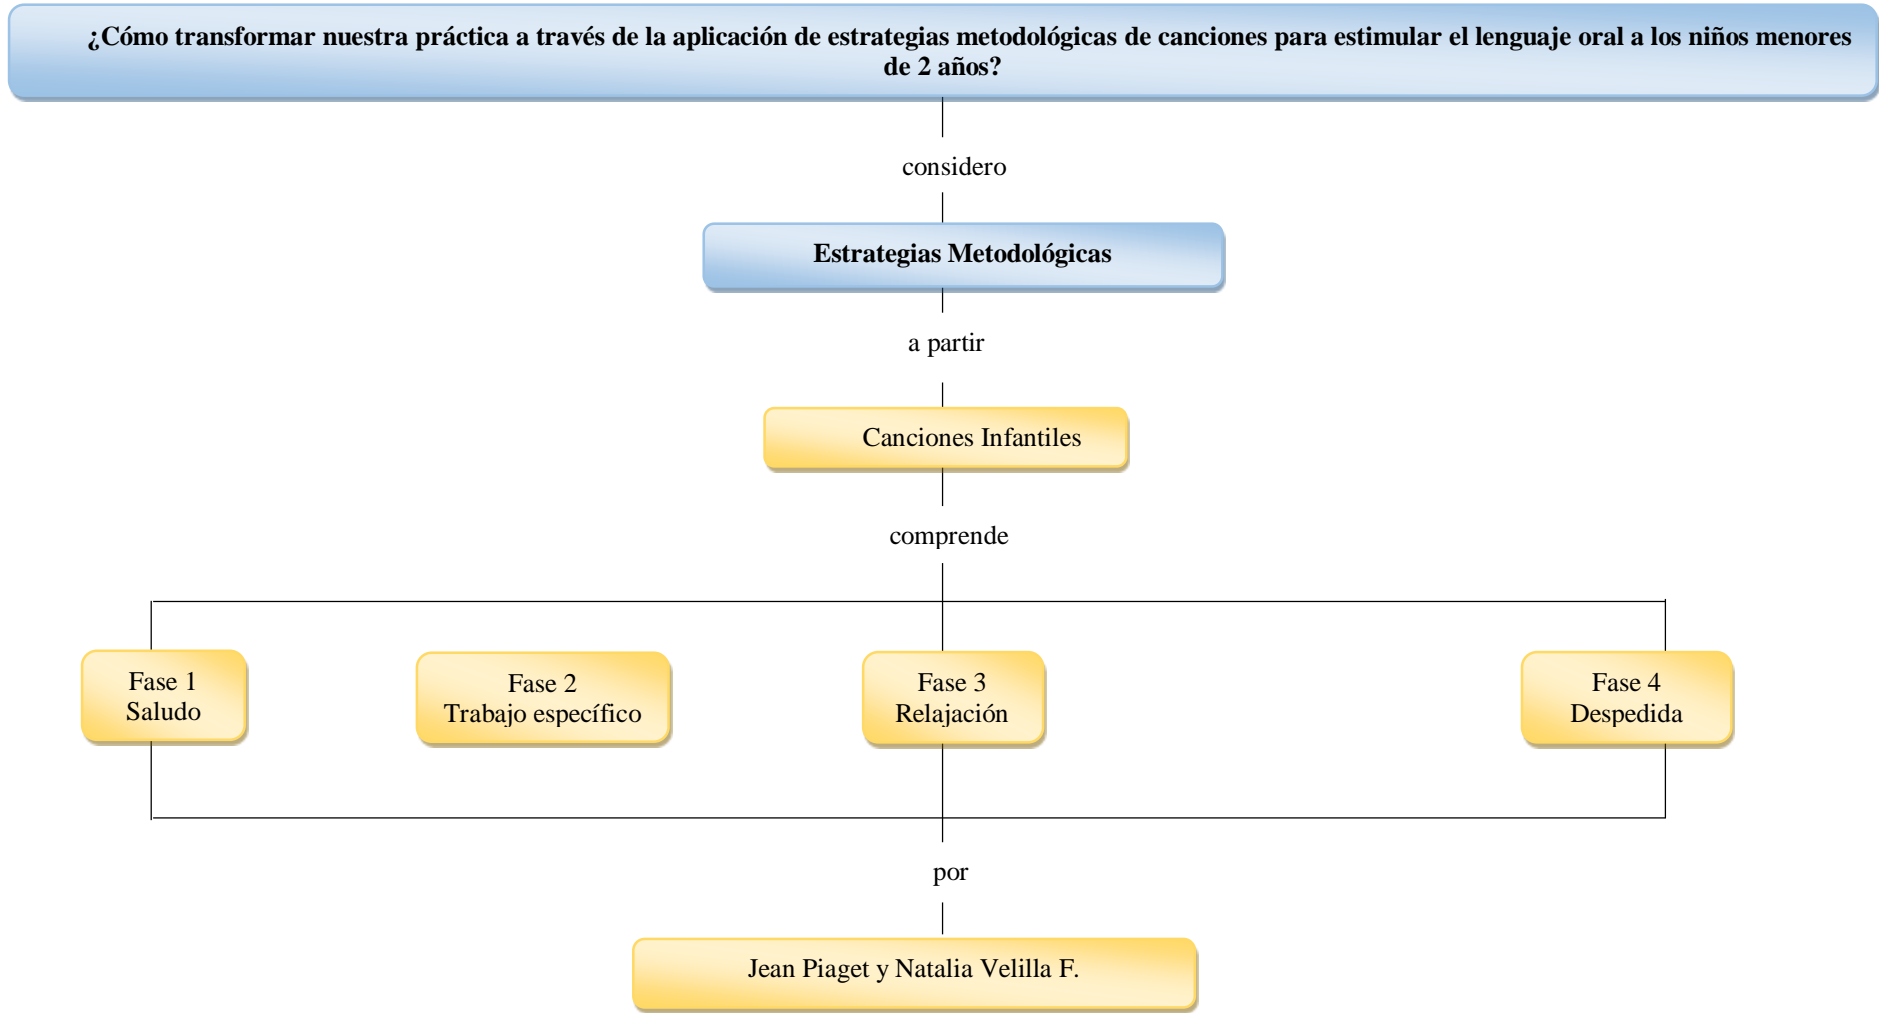 ¿Cómo transformar nuestra práctica a través de la aplicación de estrategias metodológicas de canciones para estimular el lenguaje oral a los niños menores
de 2 años?
considero
Estrategias Metodológicas
a partir
Canciones Infantiles
comprende
Fase 1
Saludo
Fase 2
Trabajo específico
Fase 3
Relajación
Fase 4
Despedida
por
Jean Piaget y Natalia Velilla F.